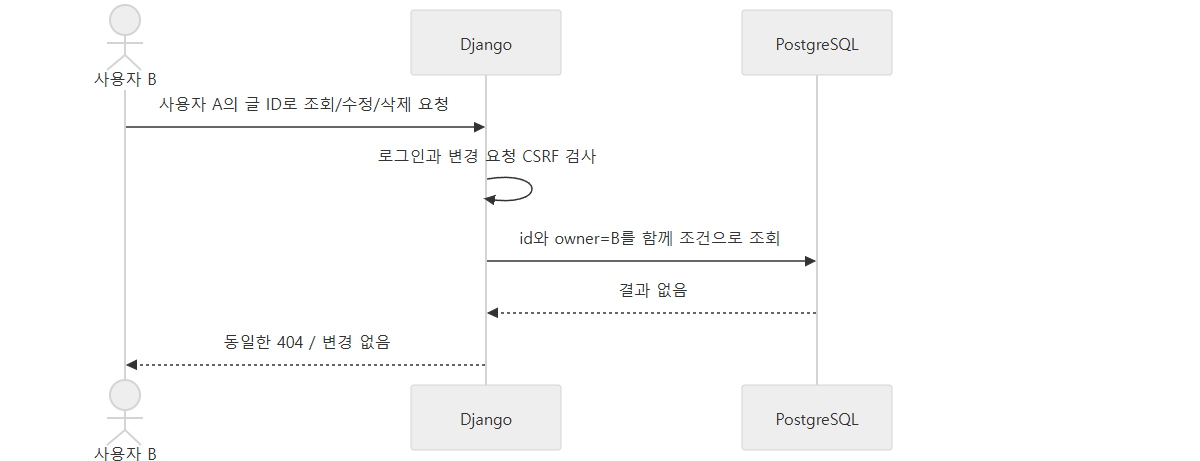 Django
PostgreSQL
사용자 B
사용자 A의 글 ID로 조회/수정/삭제 요청
로그인과 변경 요청 CSRF 검사
id와 owner=B를 함께 조건으로 조회
결과 없음
동일한 404 / 변경 없음
Django
PostgreSQL
사용자 B